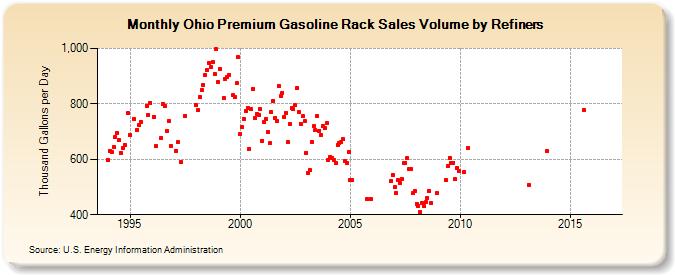 Monthly Ohio Premium Gasoline Rack Sales Volume by Refiners
Thousand Gallons per Day
1,000
800
600
400
1995 2000 2005 2010 2015
Source: U.S. Energy Information Administration